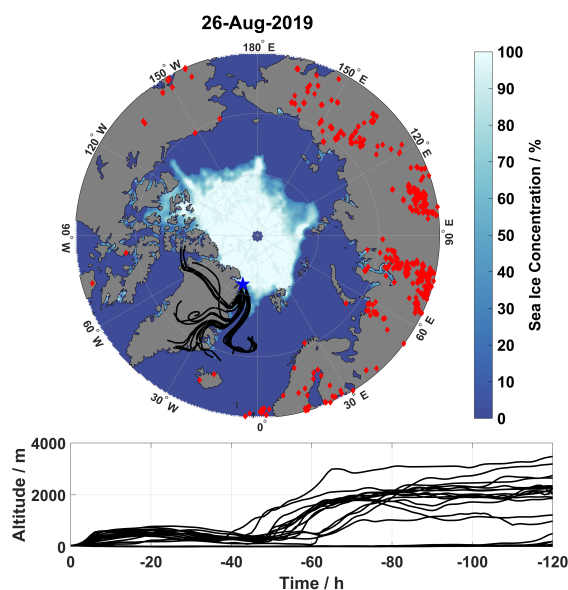 26-Aug-2019
180° E
150° W
150° E
120° W
120° E
90° W
90° E
60° W
60° E
30° W
30° E
0°
100
90
80
70
60
50
40
30
20
10
0
Sea Ice Concentration / %
4000
2000
0
Altitude / m
0 -20 -40 -60 -80 -100 -120
Time / h